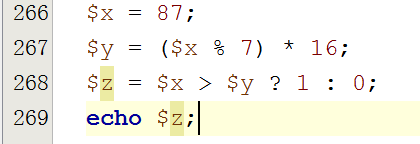 266 $x = 87;
267 $y = ($x % 7) * 16;
268 $z = $x > $y ? 1 : 0;
269 echo $z;